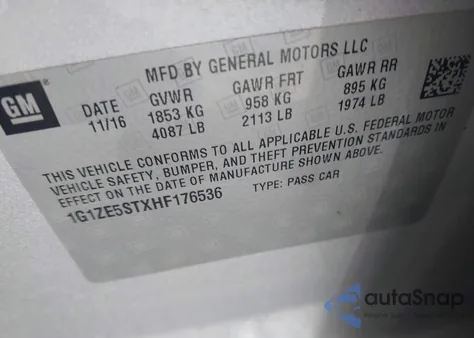 GM
MFD BY GENERAL MOTORS LLC
DATE GVWR GAWR FRT GAWR RR
11/16 1853 KG 958 KG 895 KG
4087 LB 2113 LB 1974 LB
THIS VEHICLE CONFORMS TO ALL APPLICABLE U.S. FEDERAL MOTOR
VEHICLE SAFETY, BUMPER, AND THEFT PREVENTION STANDARDS IN
EFFECT ON THE DATE OF MANUFACTURE SHOWN ABOVE.
1G1ZE5STXHF176536 TYPE: PASS CAR
autoSnap